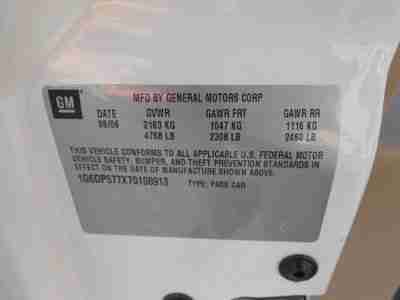 GM
MFD BY GENERAL MOTORS CORP
DATE GVWR GAWR FRT GAWR RR
09/06 2163 KG 1047 KG 1116 KG
4768 LB 2308 LB 2460 LB
THIS VEHICLE CONFORMS TO ALL APPLICABLE U.S. FEDERAL MOTOR
VEHICLE SAFETY, BUMPER, AND THEFT PREVENTION STANDARDS
IN EFFECT ON THE DATE OF MANUFACTURE SHOWN ABOVE.
1G6DP577X70108913 TYPE: PASS CAR